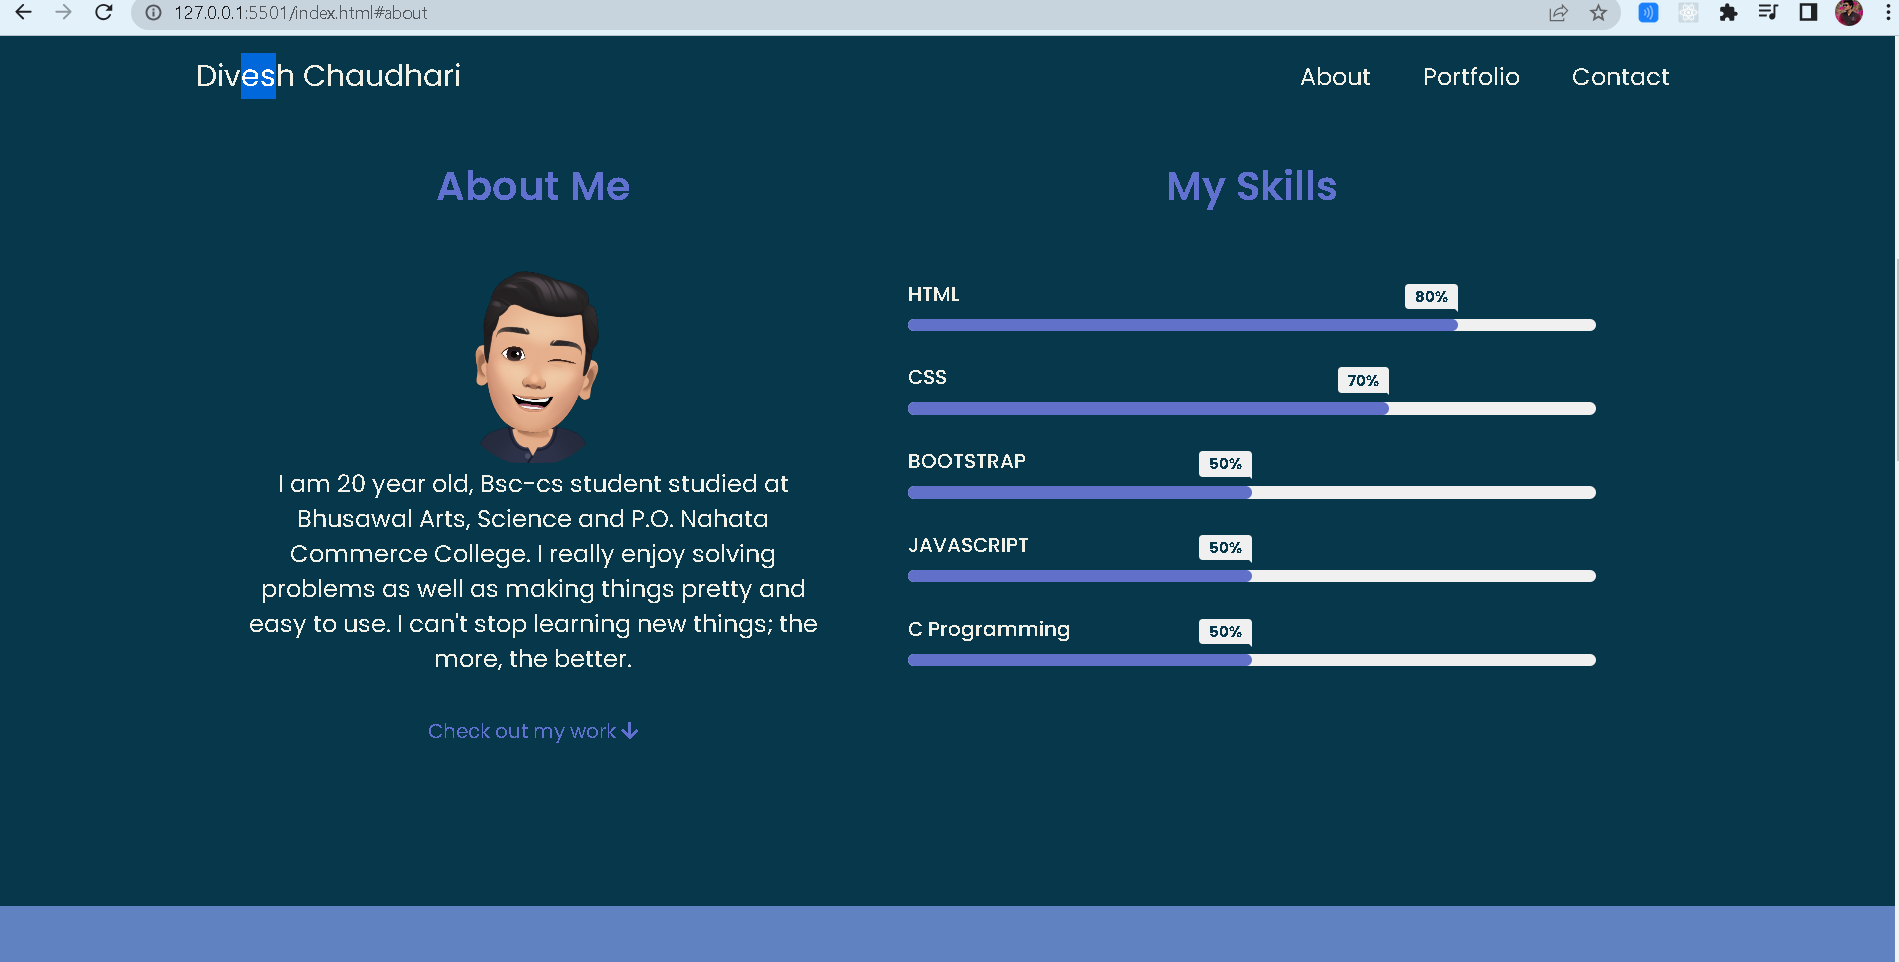 127.0.0.1:5501/index.html#about
Divesh Chaudhari
About Portfolio Contact
About Me
I am 20 year old, Bsc-cs student studied at
Bhusawal Arts, Science and P.O. Nahata
Commerce College. I really enjoy solving
problems as well as making things pretty and
easy to use. I can't stop learning new things; the
more, the better.
Check out my work
My Skills
HTML 80%
CSS 70%
BOOTSTRAP 50%
JAVASCRIPT 50%
C Programming 50%